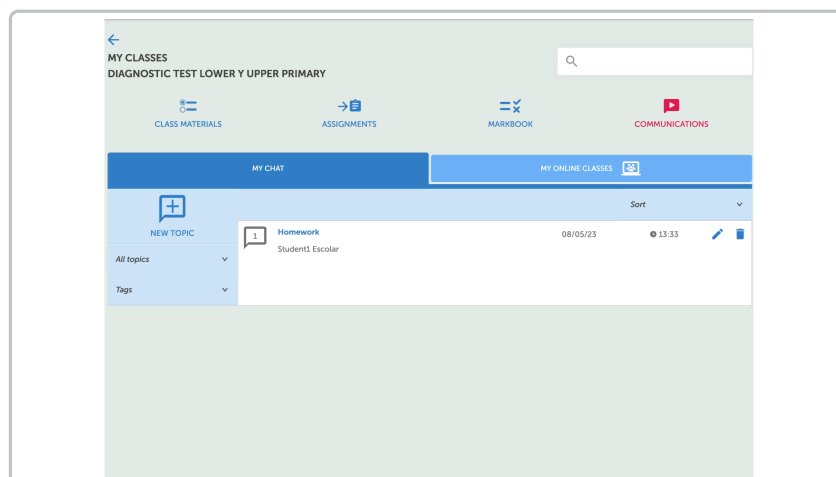 MY CLASSES
DIAGNOSTIC TEST LOWER Y UPPER PRIMARY
CLASS MATERIALS
ASSIGNMENTS
MARKBOOK
COMMUNICATIONS
MY CHAT
MY ONLINE CLASSES
NEW TOPIC
All topics
Tags
Sort
1 Homework 08/05/23 13:33
Student1 Escolar